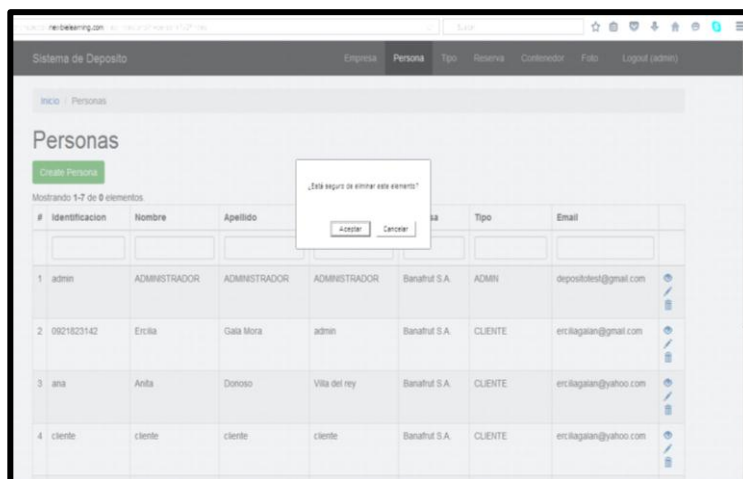 Sistema de Deposito Empresa Persona Tipo Reserva Contenedor Foto Logout (admin)
Inicio / Personas
Personas
Create Persona
¿Está seguro de eliminar este elemento?
Aceptar Cancelar
Mostrando 1-7 de 0 elementos.
# Identificacion Nombre Apellido sa Tipo Email
1 admin ADMINISTRADOR ADMINISTRADOR ADMINISTRADOR Banafrut S.A. ADMIN depositotest@gmail.com
2 0921823142 Ercilia Gala Mora admin Banafrut S.A. CLIENTE erciliagalan@gmail.com
3 ana Anita Donoso Villa del rey Banafrut S.A. CLIENTE erciliagalan@yahoo.com
4 cliente cliente cliente cliente Banafrut S.A. CLIENTE erciliagalan@yahoo.com